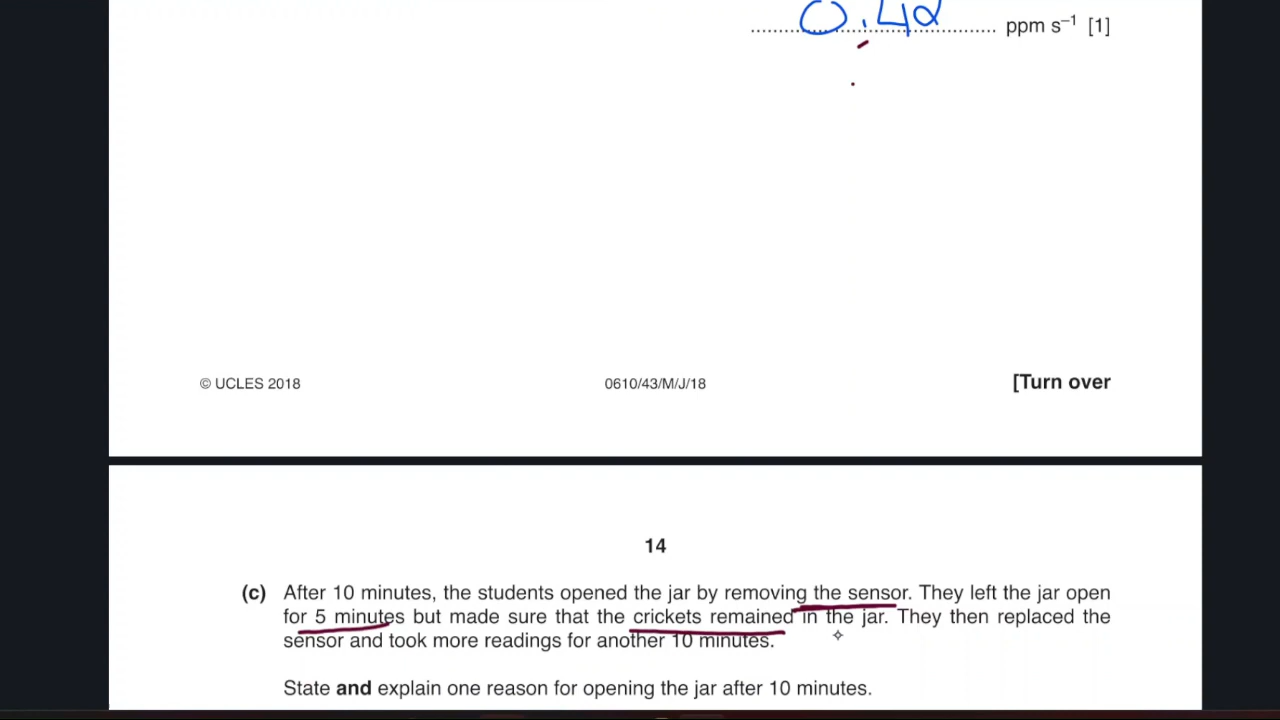 0.42 ppm s⁻¹ [1]
© UCLES 2018 0610/43/M/J/18 [Turn over
14
(c) After 10 minutes, the students opened the jar by removing the sensor. They left the jar open
for 5 minutes but made sure that the crickets remained in the jar. They then replaced the
sensor and took more readings for another 10 minutes.
State and explain one reason for opening the jar after 10 minutes.